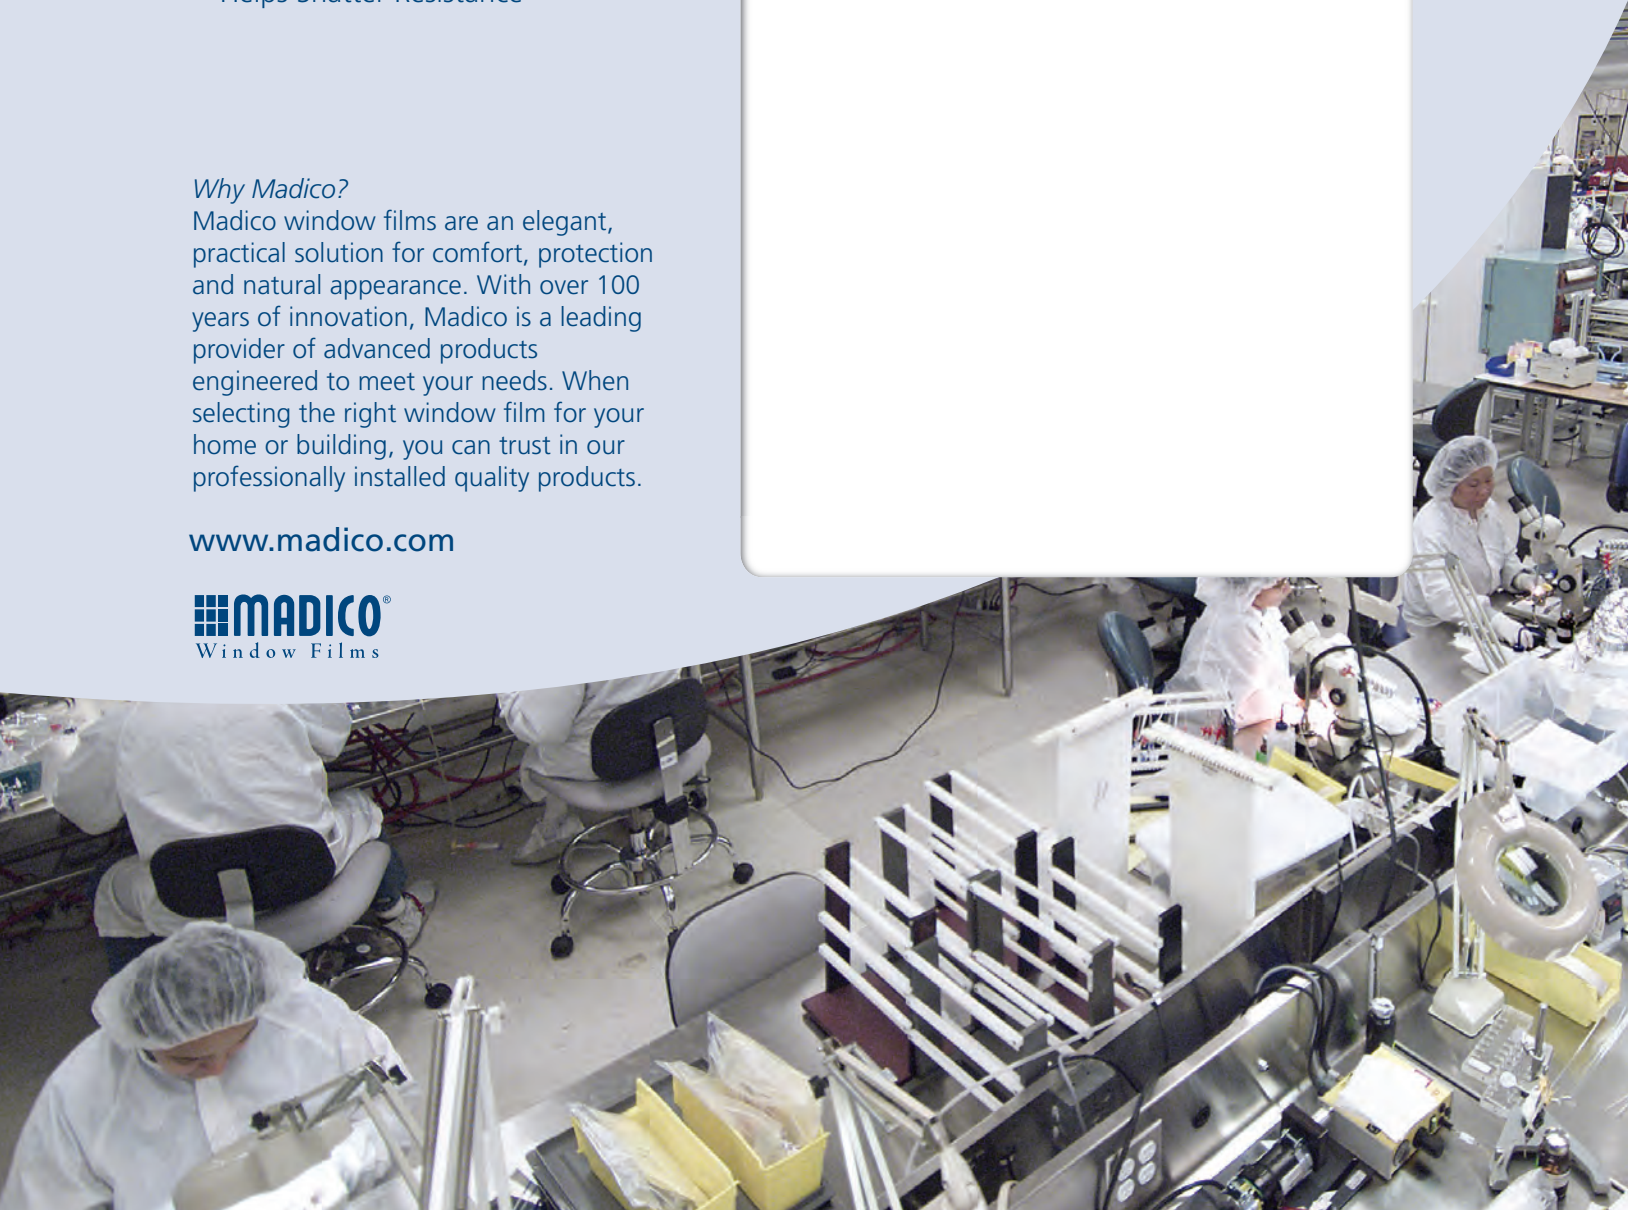 Helps Shatter Resistance
Why Madico?
Madico window films are an elegant,
practical solution for comfort, protection
and natural appearance. With over 100
years of innovation, Madico is a leading
provider of advanced products
engineered to meet your needs. When
selecting the right window film for your
home or building, you can trust in our
professionally installed quality products.
www.madico.com
MADICO®
Window Films